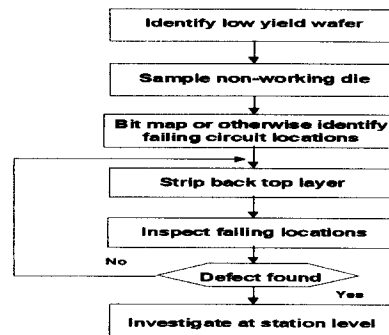 Identify low yield wafer
Sample non-working die
Bit map or otherwise identify
failing circuit locations
Strip back top layer
Inspect failing locations
No
Defect found
Yes
Investigate at station level